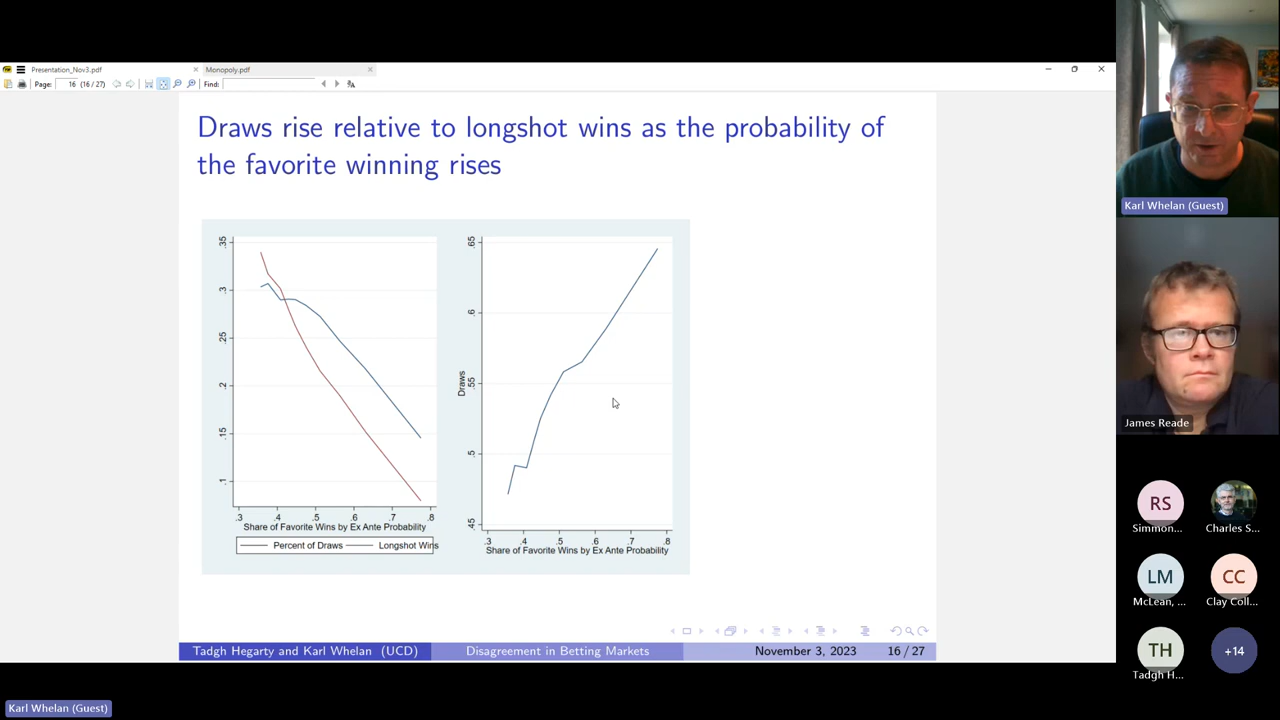 Presentation_Nov3.pdf
Monopoly.pdf
Page: 16 (16 / 27)
Find:
Draws rise relative to longshot wins as the probability of
the favorite winning rises
.35
.3
.25
.2
.15
.1
.3 .4 .5 .6 .7 .8
Share of Favorite Wins by Ex Ante Probability
Percent of Draws Longshot Wins
Draws
.65
.6
.55
.5
.45
.3 .4 .5 .6 .7 .8
Share of Favorite Wins by Ex Ante Probability
Tadgh Hegarty and Karl Whelan (UCD) Disagreement in Betting Markets November 3, 2023 16 / 27
Karl Whelan (Guest)
James Reade
RS
Simmon,... Charles S...
LM CC
McLean, ... Clay Coll...
TH +14
Tadgh H...
Karl Whelan (Guest)